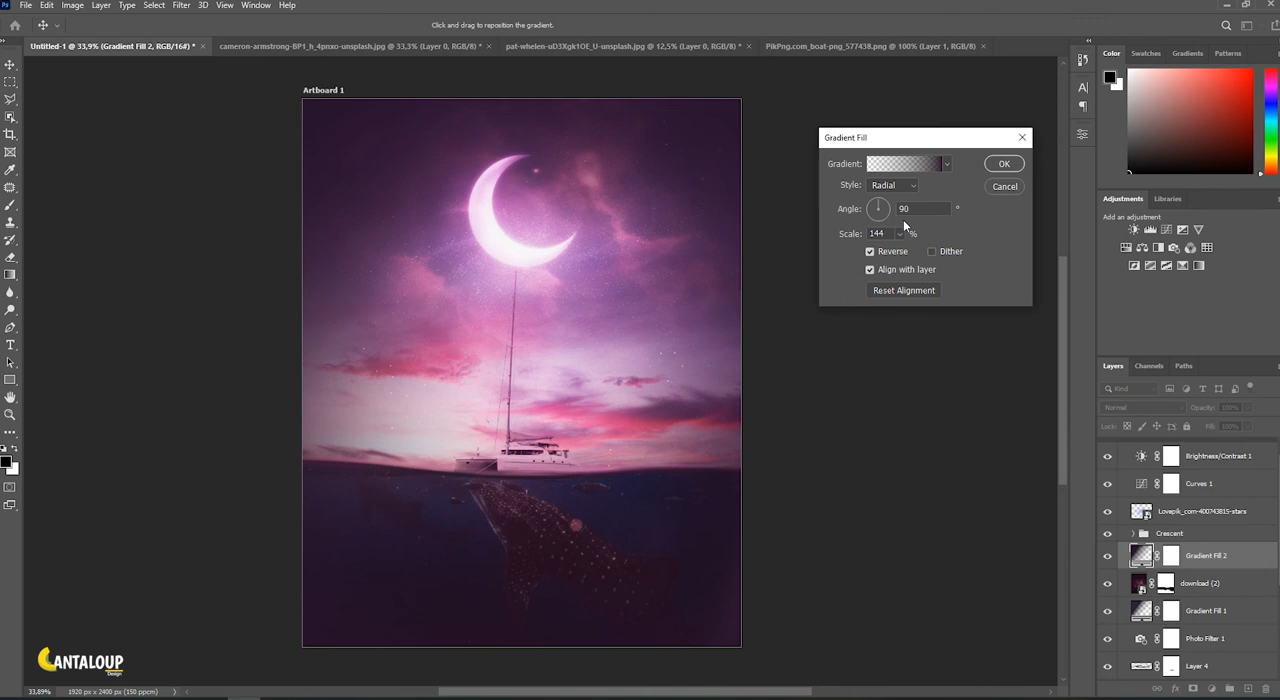 File Edit Image Layer Type Select Filter 3D View Window Help
Click and drag to reposition the gradient.
Untitled-1 @ 33,9% (Gradient Fill 2, RGB/16#) * ×
cameron-armstrong-BP1_h_4pnxo-unsplash.jpg @ 33,3% (Layer 0, RGB/8) * ×
pat-whelen-uD3Xgk1OE_U-unsplash.jpg @ 12,5% (Layer 0, RGB/8) * ×
PikPng.com_boat-png_577438.png @ 100% (Layer 1, RGB/8) ×
Color Swatches Gradients Patterns
Artboard 1
Gradient Fill
Gradient:
OK
Style: Radial
Cancel
Angle: 90 °
Scale: 144 %
Reverse Dither
Align with layer
Reset Alignment
Adjustments Libraries
Add an adjustment
Layers Channels Paths
Kind
Normal Opacity: 100%
Lock: Fill: 100%
Brightness/Contrast 1
Curves 1
Lovepik_com-400743815-stars
Crescent
Gradient Fill 2
download (2)
Gradient Fill 1
Photo Filter 1
Layer 4
CANTALOUP
Design
33,89% 1920 px x 2400 px (150 ppcm)